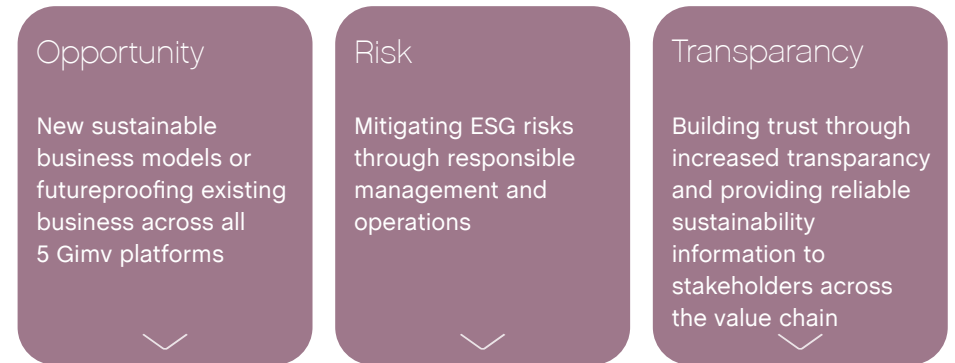 Opportunity
New sustainable
business models or
futureproofing existing
business across all
5 Gimv platforms
Risk
Mitigating ESG risks
through responsible
management and
operations
Transparancy
Building trust through
increased transparancy
and providing reliable
sustainability
information to
stakeholders across
the value chain